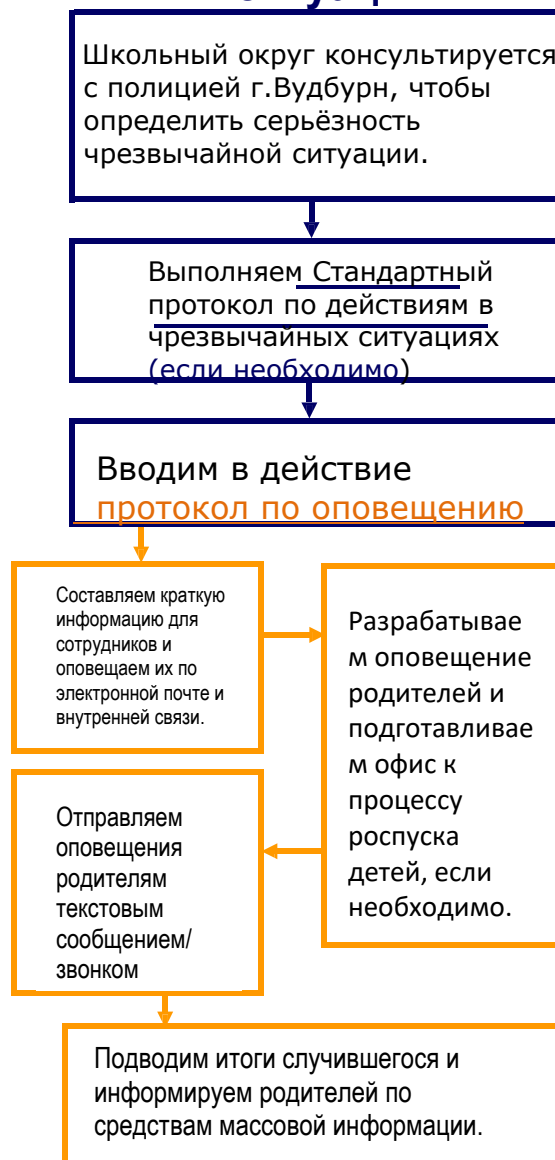 Школьный округ консультируется
с полицией г.Вудбурн, чтобы
определить серьёзность
чрезвычайной ситуации.
Выполняем Стандартный
протокол по действиям в
чрезвычайных ситуациях
(если необходимо)
Вводим в действие
протокол по оповещению
Составляем краткую
информацию для
сотрудников и
оповещаем их по
электронной почте и
внутренней связи.
Разрабатывае
м оповещение
родителей и
подготавливае
м офис к
процессу
роспуска
детей, если
необходимо.
Отправляем
оповещения
родителям
текстовым
сообщением/
звонком
Подводим итоги случившегося и
информируем родителей по
средствам массовой информации.